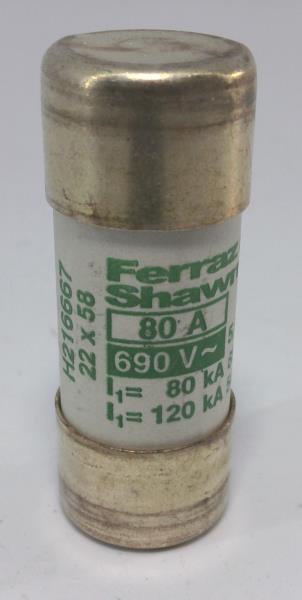 Ferraz
Shawm
80 A
690 V~
I1= 80 kA
I1= 120 kA
H216667
22 x 58